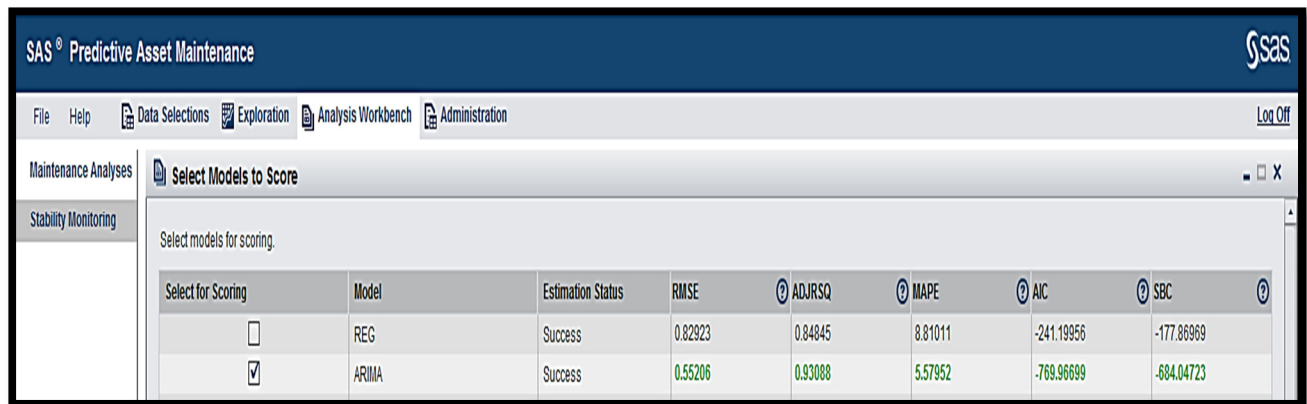 SAS ® Predictive Asset Maintenance
sas
File Help Data Selections Exploration Analysis Workbench Administration Log Off
Maintenance Analyses
Stability Monitoring
Select Models to Score
Select models for scoring.
Select for Scoring Model Estimation Status RMSE ? ADJRSQ ? MAPE ? AIC ? SBC ?
REG Success 0.82923 0.84845 8.81011 -241.19956 -177.86969
ARIMA Success 0.55206 0.93088 5.57952 -769.96699 -684.04723